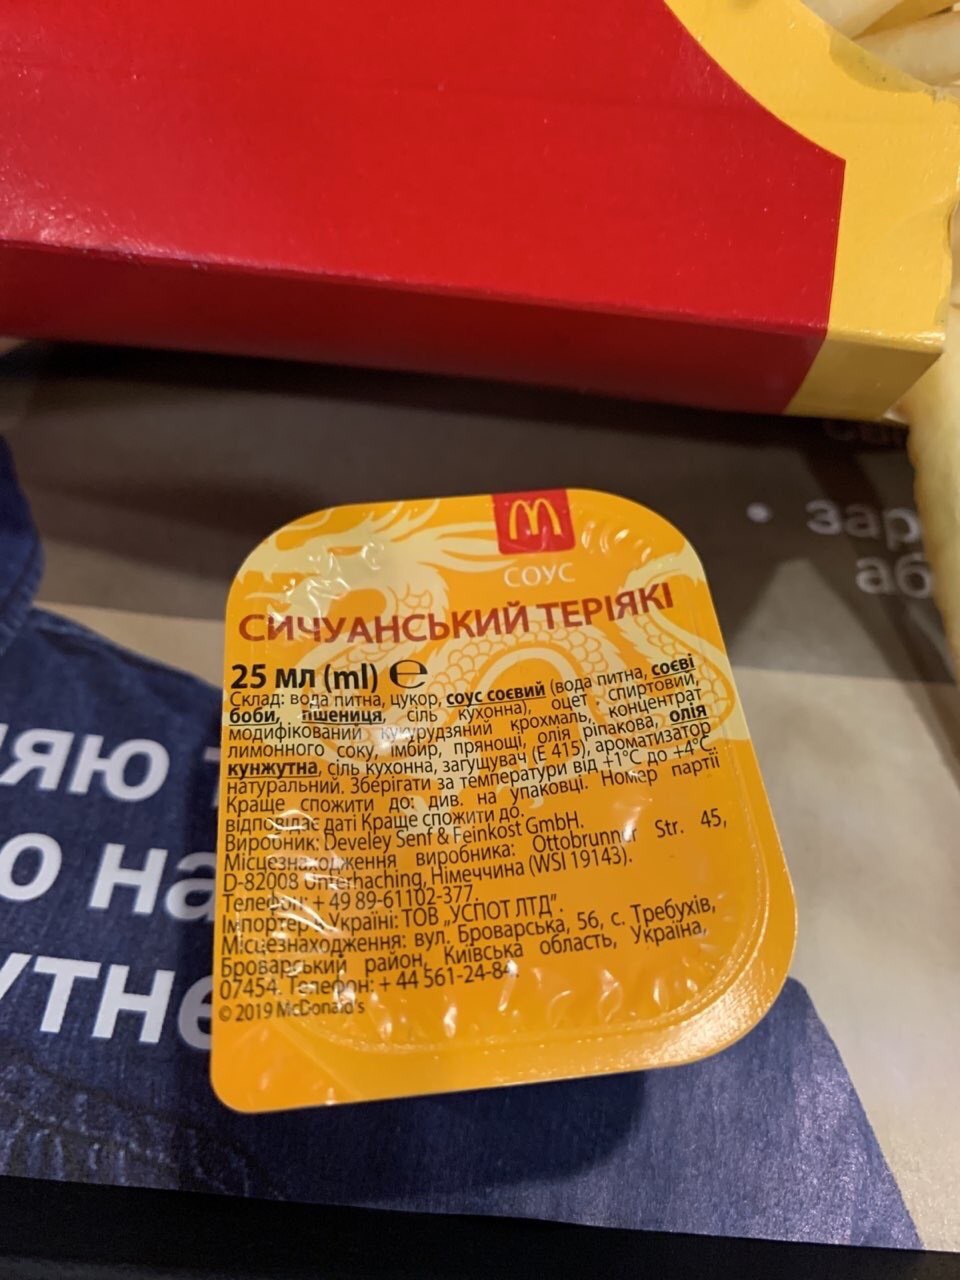 СОУС
СИЧУАНСЬКИЙ ТЕРІЯКІ
25 мл (ml) ℮
Склад: вода питна, цукор, соус соєвий (вода питна, соєві
боби, пшениця, сіль кухонна), оцет спиртовий,
модифікований кукурудзяний крохмаль, концентрат
лимонного соку, імбир, прянощі, олія ріпакова, олія
кунжутна, сіль кухонна, загущувач (Е 415), ароматизатор
натуральний. Зберігати за температури від +1°С до +4°С
Краще спожити до: див. на упаковці. Номер партії
відповідає даті Краще спожити до.
Виробник: Develey Senf & Feinkost GmbH.
Місцезнаходження виробника: Ottobrunner Str. 45,
D-82008 Unterhaching, Німеччина (WSI 19143).
Телефон: + 49 89-61102-377.
Імпортер в Україні: ТОВ „УСПОТ ЛТД".
Місцезнаходження: вул. Броварська, 56, с. Требухів,
Броварський район, Київська область, Україна,
07454. Телефон: + 44 561-24-84.
© 2019 McDonald's
• зар
аб
яю
о на
утне